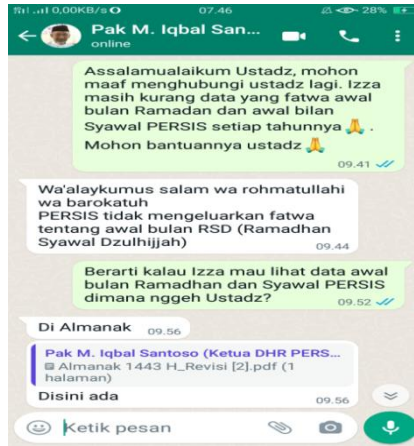 0,00KB/s
07.46
28%
Pak M. Iqbal San...
online
Assalamualaikum Ustadz, mohon
maaf menghubungi ustadz lagi. Izza
masih kurang data yang fatwa awal
bulan Ramadan dan awal bilan
Syawal PERSIS setiap tahunnya 🙏 .
Mohon bantuannya ustadz 🙏
09.41
Wa'alaykumus salam wa rohmatullahi
wa barokatuh
PERSIS tidak mengeluarkan fatwa
tentang awal bulan RSD (Ramadhan
Syawal Dzulhijjah)
09.44
Berarti kalau Izza mau lihat data awal
bulan Ramadhan dan Syawal PERSIS
dimana nggeh Ustadz?
09.52
Di Almanak
09.56
Pak M. Iqbal Santoso (Ketua DHR PERS...
Almanak 1443 H_Revisi [2].pdf (1
halaman)
Disini ada
09.56
Ketik pesan